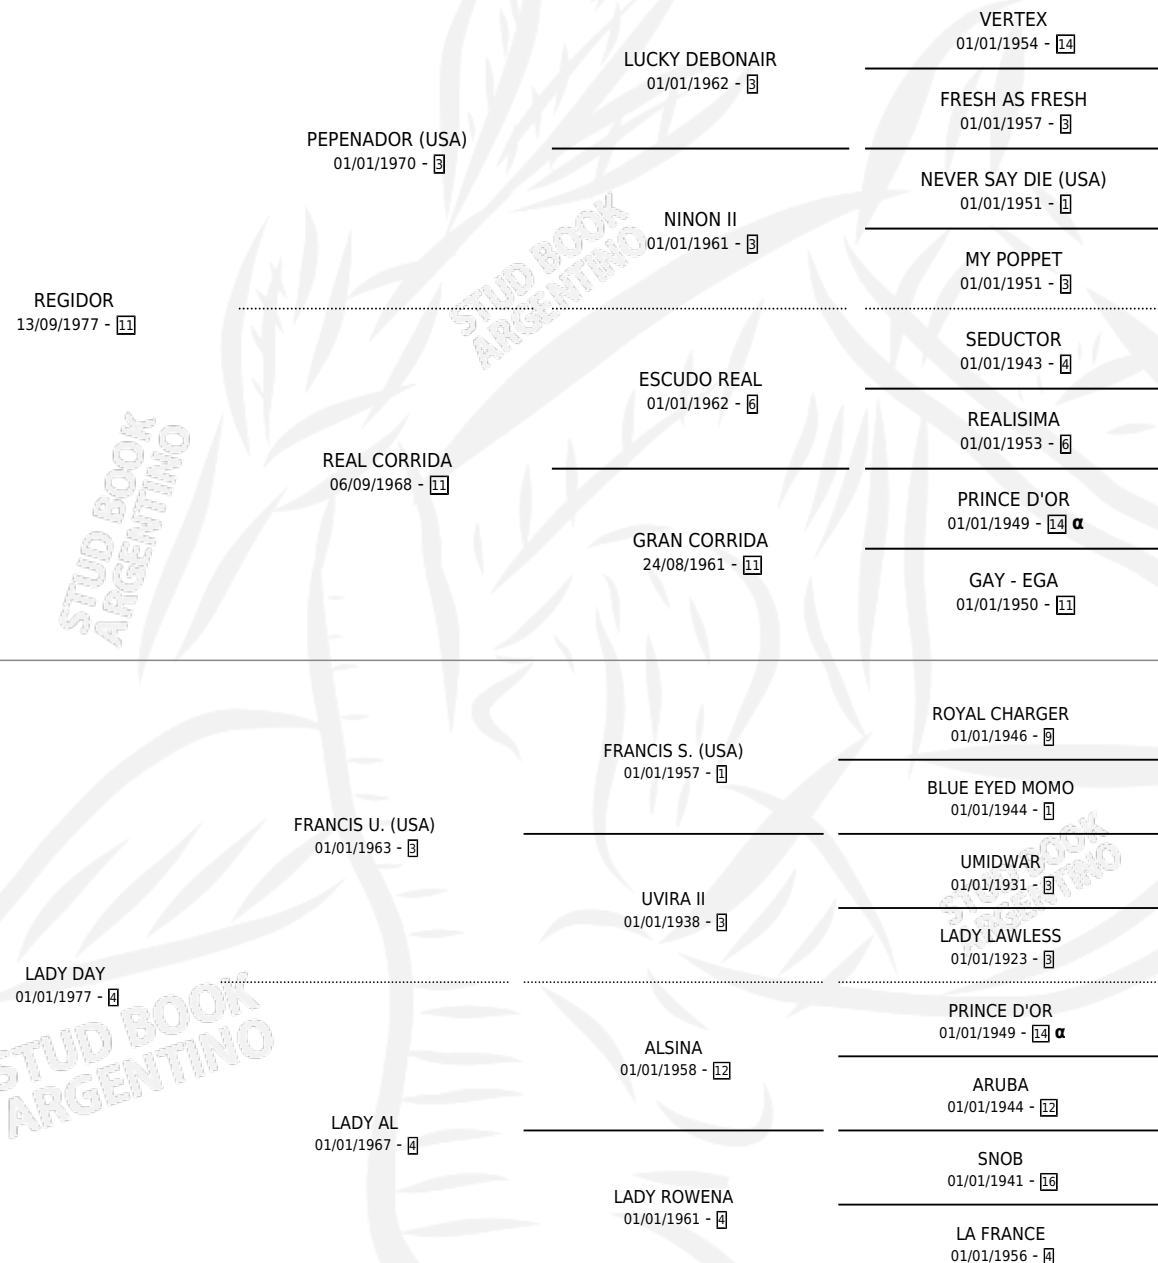 VERTEX
01/01/1954 - 14
LUCKY DEBONAIR
01/01/1962 - 3
FRESH AS FRESH
01/01/1957 - 3
PEPENADOR (USA)
01/01/1970 - 3
NEVER SAY DIE (USA)
01/01/1951 - 1
NINON II
01/01/1961 - 3
MY POPPET
01/01/1951 - 3
REGIDOR
13/09/1977 - 11
SEDUCTOR
01/01/1943 - 4
ESCUDO REAL
01/01/1962 - 6
REALISIMA
01/01/1953 - 6
REAL CORRIDA
06/09/1968 - 11
PRINCE D'OR
01/01/1949 - 14 α
GRAN CORRIDA
24/08/1961 - 11
GAY - EGA
01/01/1950 - 11
ROYAL CHARGER
01/01/1946 - 9
FRANCIS S. (USA)
01/01/1957 - 1
BLUE EYED MOMO
01/01/1944 - 1
FRANCIS U. (USA)
01/01/1963 - 3
UMIDWAR
01/01/1931 - 3
UVIRA II
01/01/1938 - 3
LADY LAWLESS
01/01/1923 - 3
LADY DAY
01/01/1977 - 4
PRINCE D'OR
01/01/1949 - 14 α
ALSINA
01/01/1958 - 12
ARUBA
01/01/1944 - 12
LADY AL
01/01/1967 - 4
SNOB
01/01/1941 - 16
LADY ROWENA
01/01/1961 - 4
LA FRANCE
01/01/1956 - 4
STUD BOOK
ARGENTINO
STUD BOOK
ARGENTINO
STUD BOOK
ARGENTINO
STUD BOOK
ARGENTINO